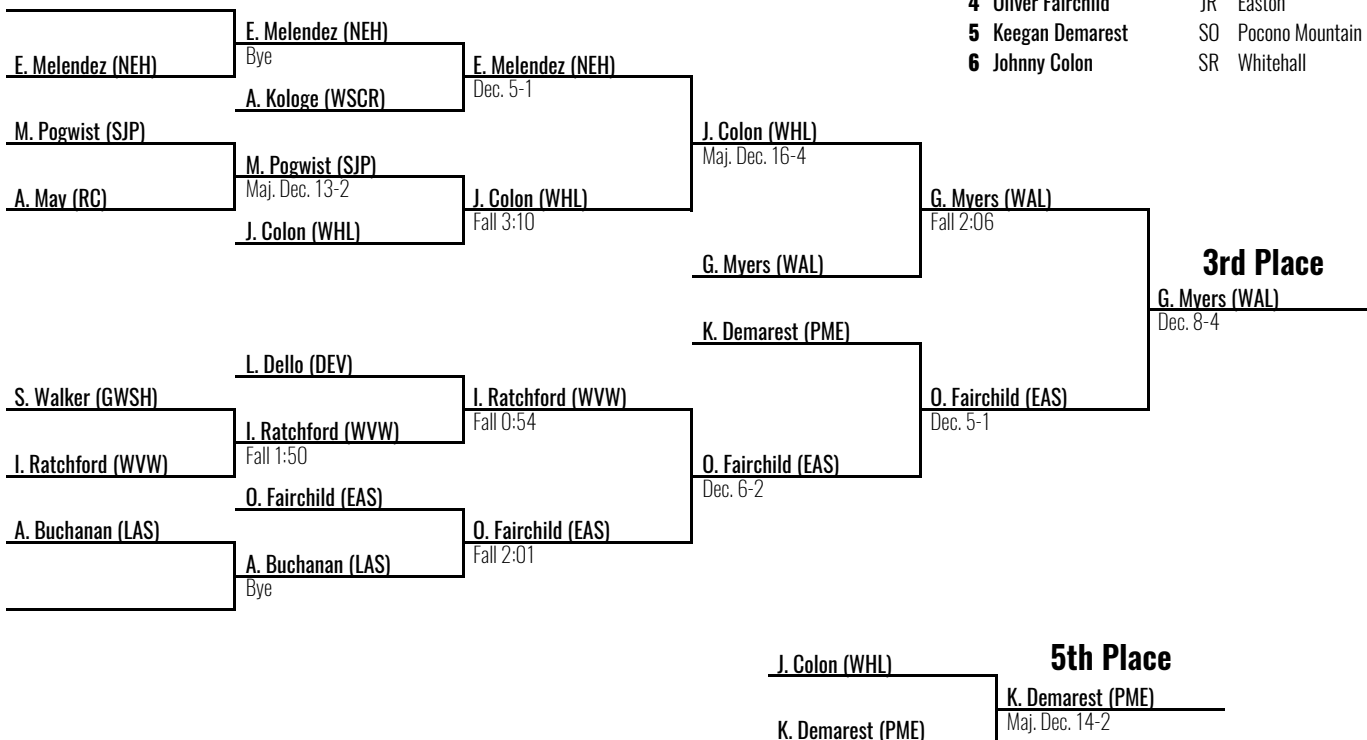 4 Oliver Fairchild JR Easton
5 Keegan Demarest SO Pocono Mountain
6 Johnny Colon SR Whitehall
E. Melendez (NEH)
E. Melendez (NEH)
Bye
A. Kologe (WSCR)
E. Melendez (NEH)
Dec. 5-1
M. Pogwist (SJP)
A. May (RC)
M. Pogwist (SJP)
Maj. Dec. 13-2
J. Colon (WHL)
J. Colon (WHL)
Fall 3:10
J. Colon (WHL)
Maj. Dec. 16-4
G. Myers (WAL)
G. Myers (WAL)
Fall 2:06
3rd Place
G. Myers (WAL)
Dec. 8-4
K. Demarest (PME)
O. Fairchild (EAS)
Dec. 5-1
L. Dello (DEV)
S. Walker (GWSH)
I. Ratchford (WVW)
I. Ratchford (WVW)
Fall 1:50
I. Ratchford (WVW)
Fall 0:54
O. Fairchild (EAS)
Dec. 6-2
O. Fairchild (EAS)
A. Buchanan (LAS)
A. Buchanan (LAS)
Bye
O. Fairchild (EAS)
Fall 2:01
5th Place
J. Colon (WHL)
K. Demarest (PME)
K. Demarest (PME)
Maj. Dec. 14-2